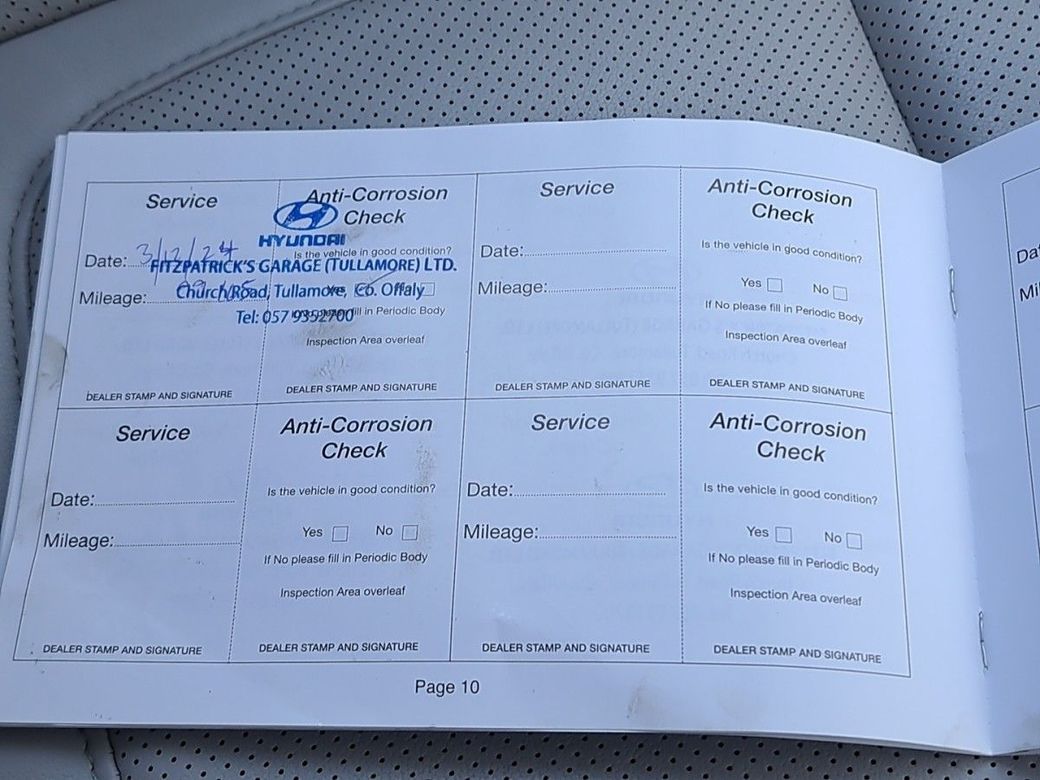 Service
Date: 3/12/24
Mileage:
DEALER STAMP AND SIGNATURE
Anti-Corrosion
Check
Is the vehicle in good condition?
Yes No
If No please fill in Periodic Body
Inspection Area overleaf
DEALER STAMP AND SIGNATURE
HYUNDAI
FITZPATRICK'S GARAGE (TULLAMORE) LTD.
Church Road, Tullamore, Co. Offaly
Tel: 057 9352700
Service
Date:
Mileage:
DEALER STAMP AND SIGNATURE
Anti-Corrosion
Check
Is the vehicle in good condition?
Yes No
If No please fill in Periodic Body
Inspection Area overleaf
DEALER STAMP AND SIGNATURE
Service
Date:
Mileage:
DEALER STAMP AND SIGNATURE
Anti-Corrosion
Check
Is the vehicle in good condition?
Yes No
If No please fill in Periodic Body
Inspection Area overleaf
DEALER STAMP AND SIGNATURE
Service
Date:
Mileage:
DEALER STAMP AND SIGNATURE
Anti-Corrosion
Check
Is the vehicle in good condition?
Yes No
If No please fill in Periodic Body
Inspection Area overleaf
DEALER STAMP AND SIGNATURE
Page 10